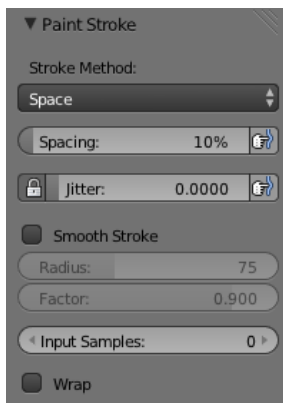 Paint Stroke
Stroke Method:
Space
Spacing: 10%
Jitter: 0.0000
Smooth Stroke
Radius: 75
Factor: 0.900
Input Samples: 0
Wrap